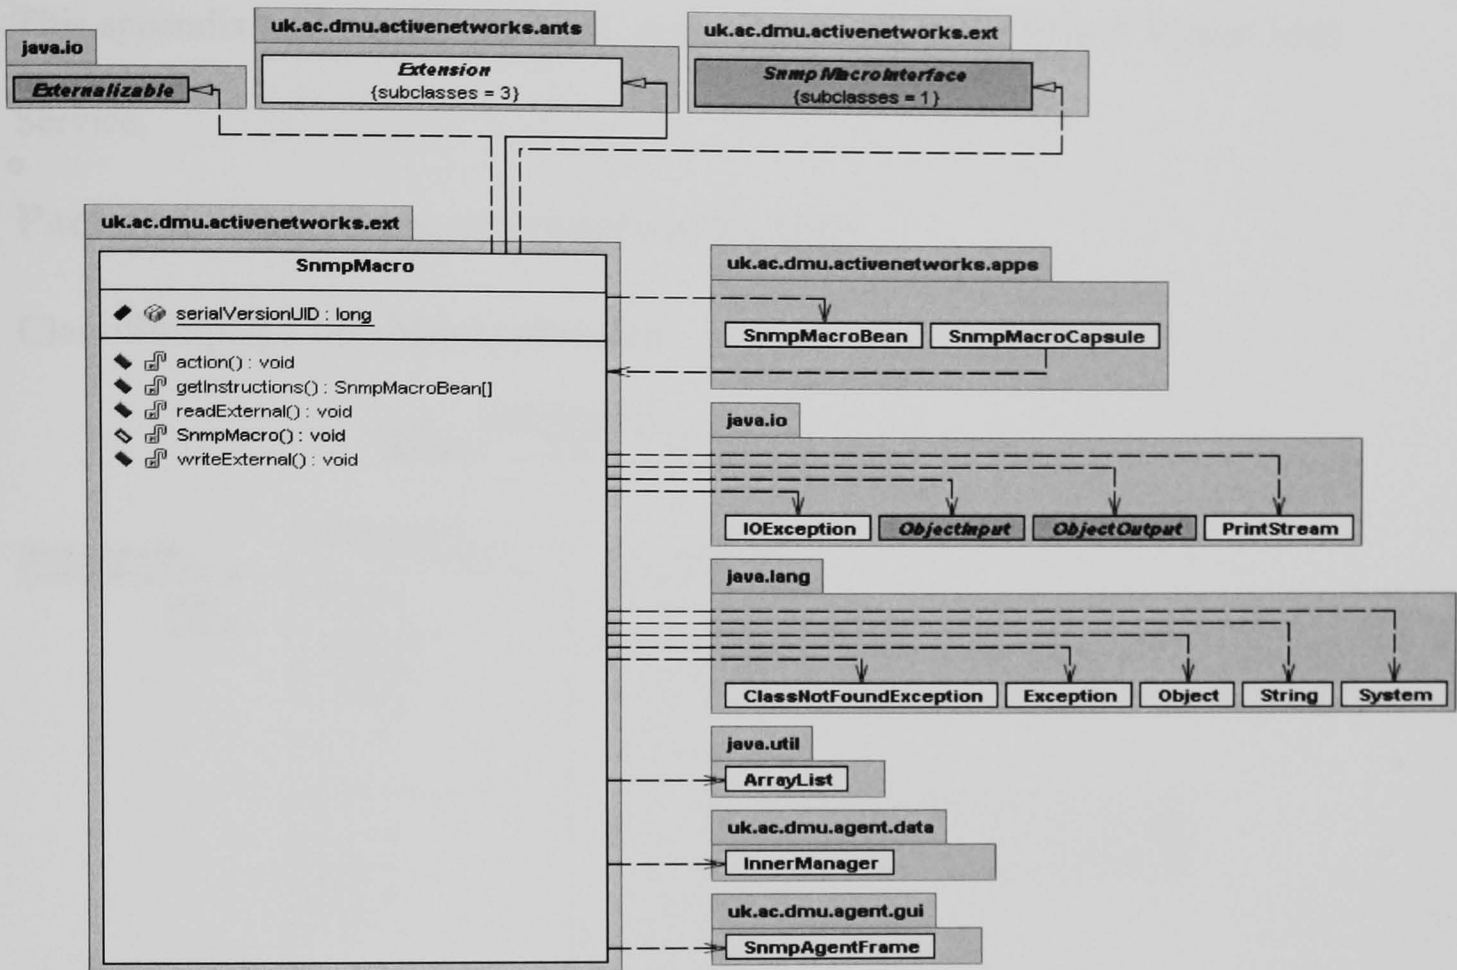 java.io
Externalizable
uk.ac.dmu.activenetworks.ants
Extension
{subclasses = 3}
uk.ac.dmu.activenetworks.ext
SnmpMacroInterface
{subclasses = 1}
uk.ac.dmu.activenetworks.ext
SnmpMacro
serialVersionUID : long
action() : void
getInstructions() : SnmpMacroBean[]
readExternal() : void
SnmpMacro() : void
writeExternal() : void
uk.ac.dmu.activenetworks.apps
SnmpMacroBean
SnmpMacroCapsule
java.io
IOException
ObjectInput
ObjectOutput
PrintStream
java.lang
ClassNotFoundException
Exception
Object
String
System
java.util
ArrayList
uk.ac.dmu.agent.data
InnerManager
uk.ac.dmu.agent.gui
SnmpAgentFrame